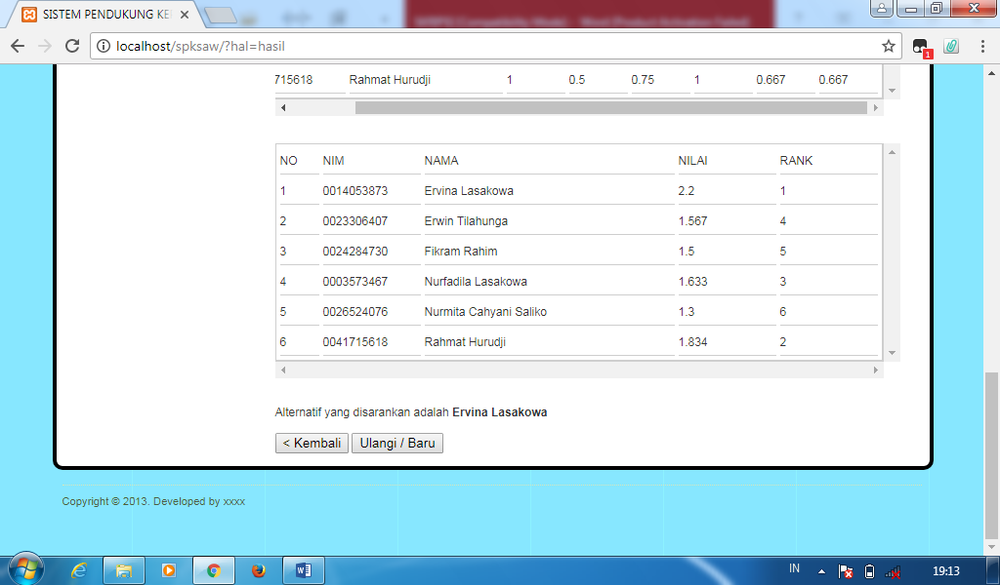 SISTEM PENDUKUNG KE
localhost/spksaw/?hal=hasil
1
715618 Rahmat Hurudji 1 0.5 0.75 1 0.667 0.667
NO NIM NAMA NILAI RANK
1 0014053873 Ervina Lasakowa 2.2 1
2 0023306407 Erwin Tilahunga 1.567 4
3 0024284730 Fikram Rahim 1.5 5
4 0003573467 Nurfadila Lasakowa 1.633 3
5 0026524076 Nurmita Cahyani Saliko 1.3 6
6 0041715618 Rahmat Hurudji 1.834 2
Alternatif yang disarankan adalah Ervina Lasakowa
< Kembali Ulangi / Baru
Copyright © 2013. Developed by xxxx
IN 19:13